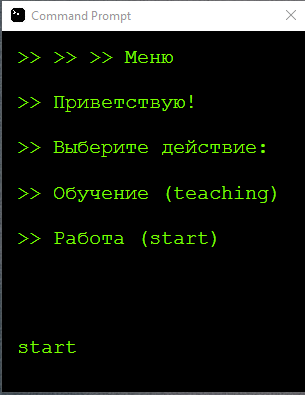 Command Prompt
>> >> >> Меню
>> Приветствую!
>> Выберите действие:
>> Обучение (teaching)
>> Работа (start)
start